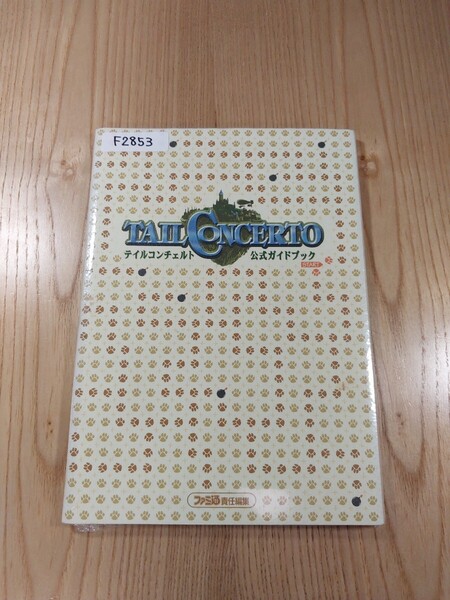 F2853
TAIL CONCERTO
テイルコンチェルト 公式ガイドブック
START
ファミ通 責任編集